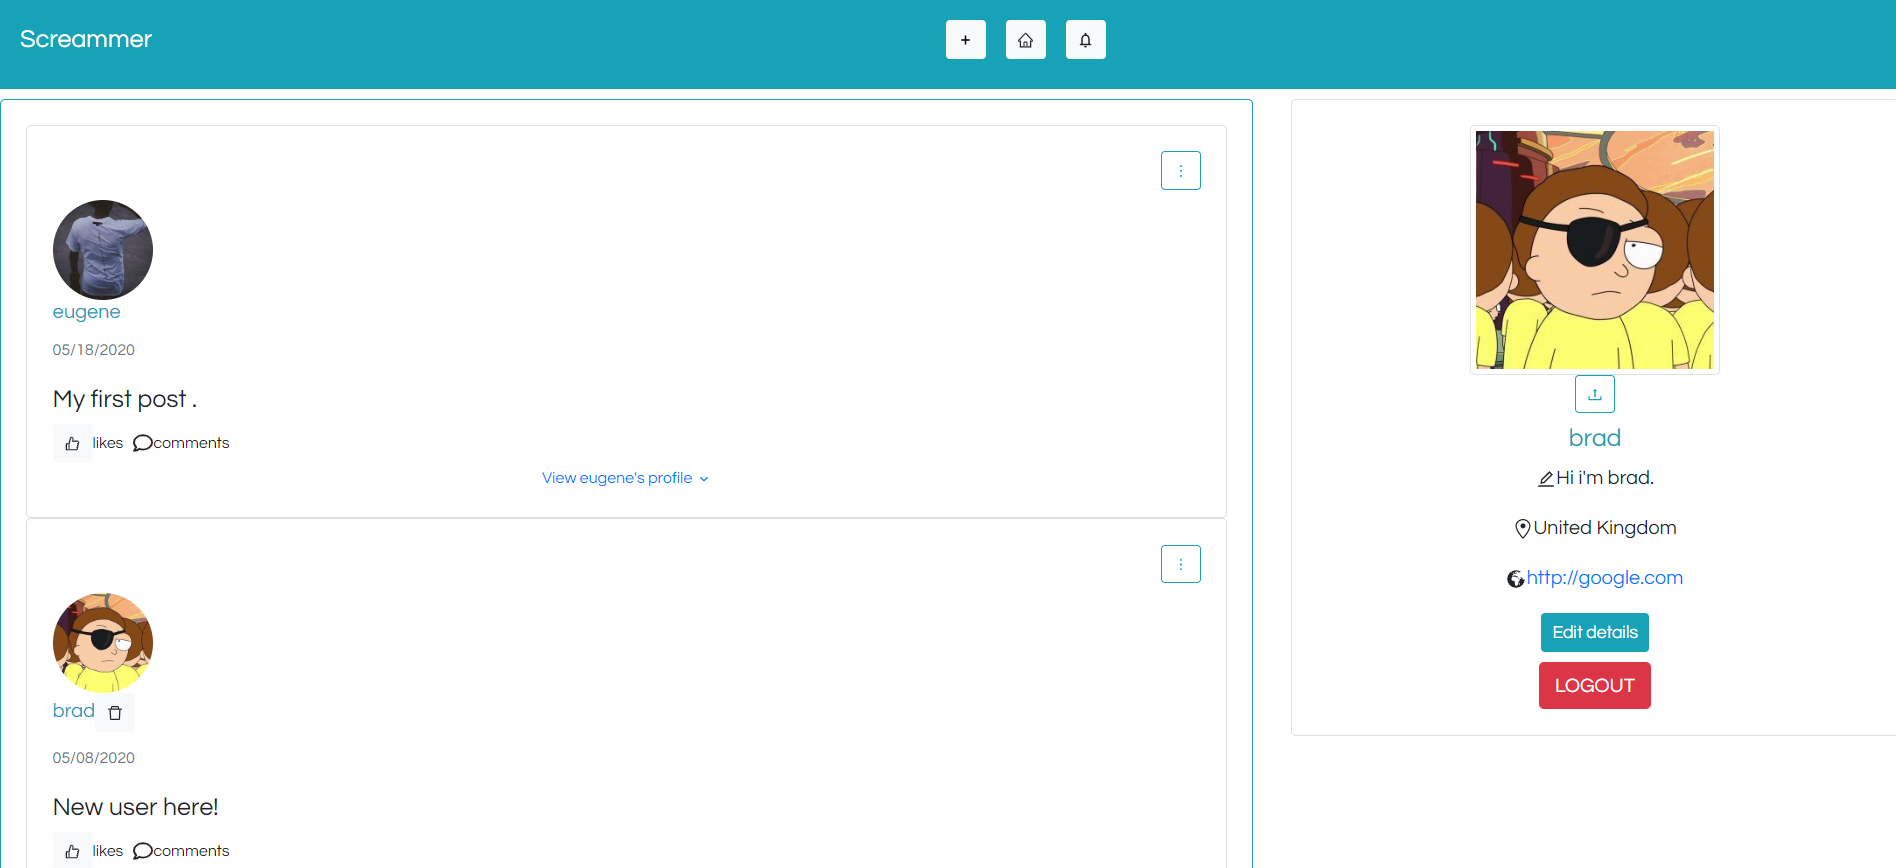 Screammer
+
eugene
05/18/2020
My first post .
likes comments
View eugene's profile
brad
05/08/2020
New user here!
likes comments
brad
Hi i'm brad.
United Kingdom
http://google.com
Edit details
LOGOUT